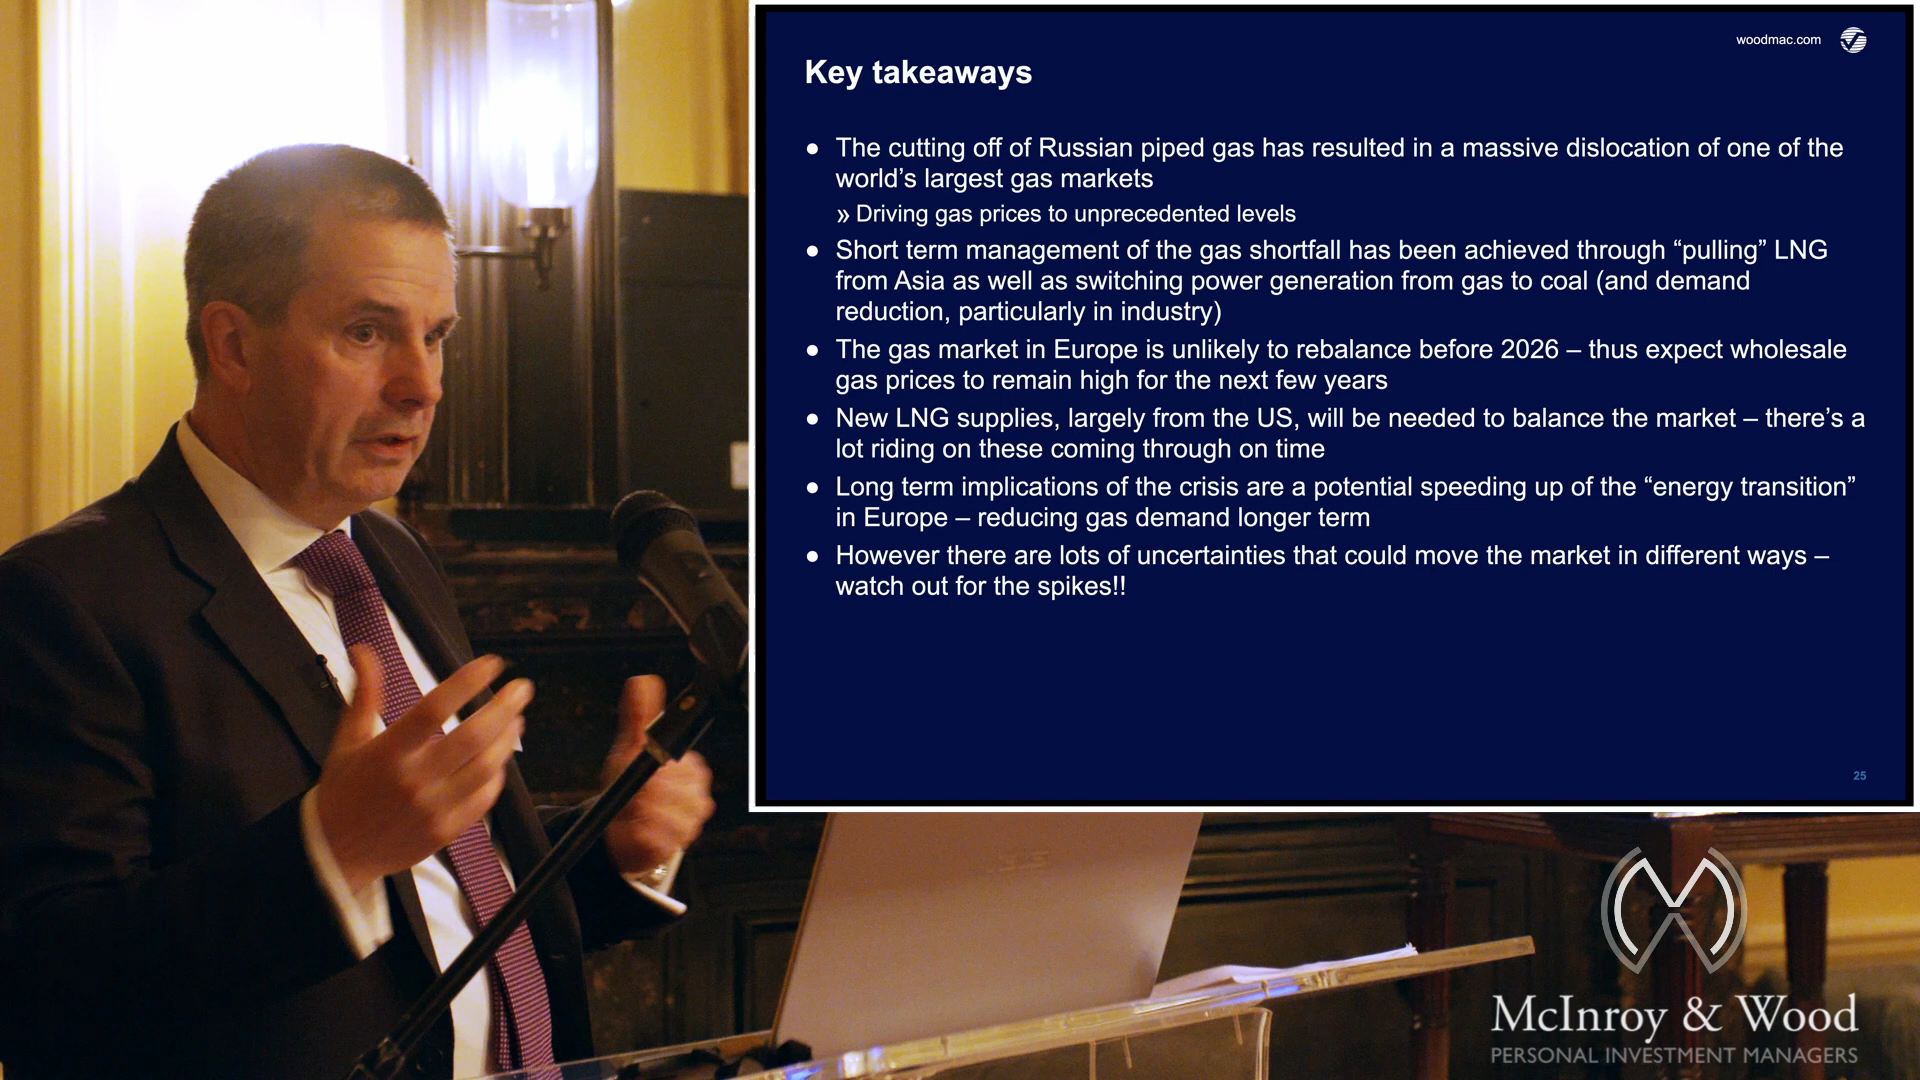 woodmac.com
Key takeaways
● The cutting off of Russian piped gas has resulted in a massive dislocation of one of the
world’s largest gas markets
» Driving gas prices to unprecedented levels
● Short term management of the gas shortfall has been achieved through “pulling” LNG
from Asia as well as switching power generation from gas to coal (and demand
reduction, particularly in industry)
● The gas market in Europe is unlikely to rebalance before 2026 – thus expect wholesale
gas prices to remain high for the next few years
● New LNG supplies, largely from the US, will be needed to balance the market – there’s a
lot riding on these coming through on time
● Long term implications of the crisis are a potential speeding up of the “energy transition”
in Europe – reducing gas demand longer term
● However there are lots of uncertainties that could move the market in different ways –
watch out for the spikes!!
25
McInroy & Wood
PERSONAL INVESTMENT MANAGERS